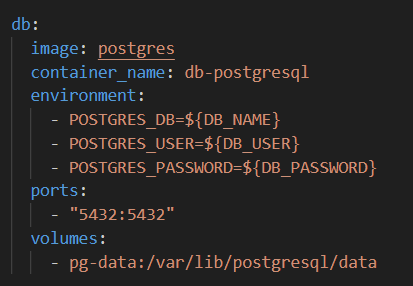 db:
image: postgres
container_name: db-postgresql
environment:
- POSTGRES_DB=${DB_NAME}
- POSTGRES_USER=${DB_USER}
- POSTGRES_PASSWORD=${DB_PASSWORD}
ports:
- "5432:5432"
volumes:
- pg-data:/var/lib/postgresql/data